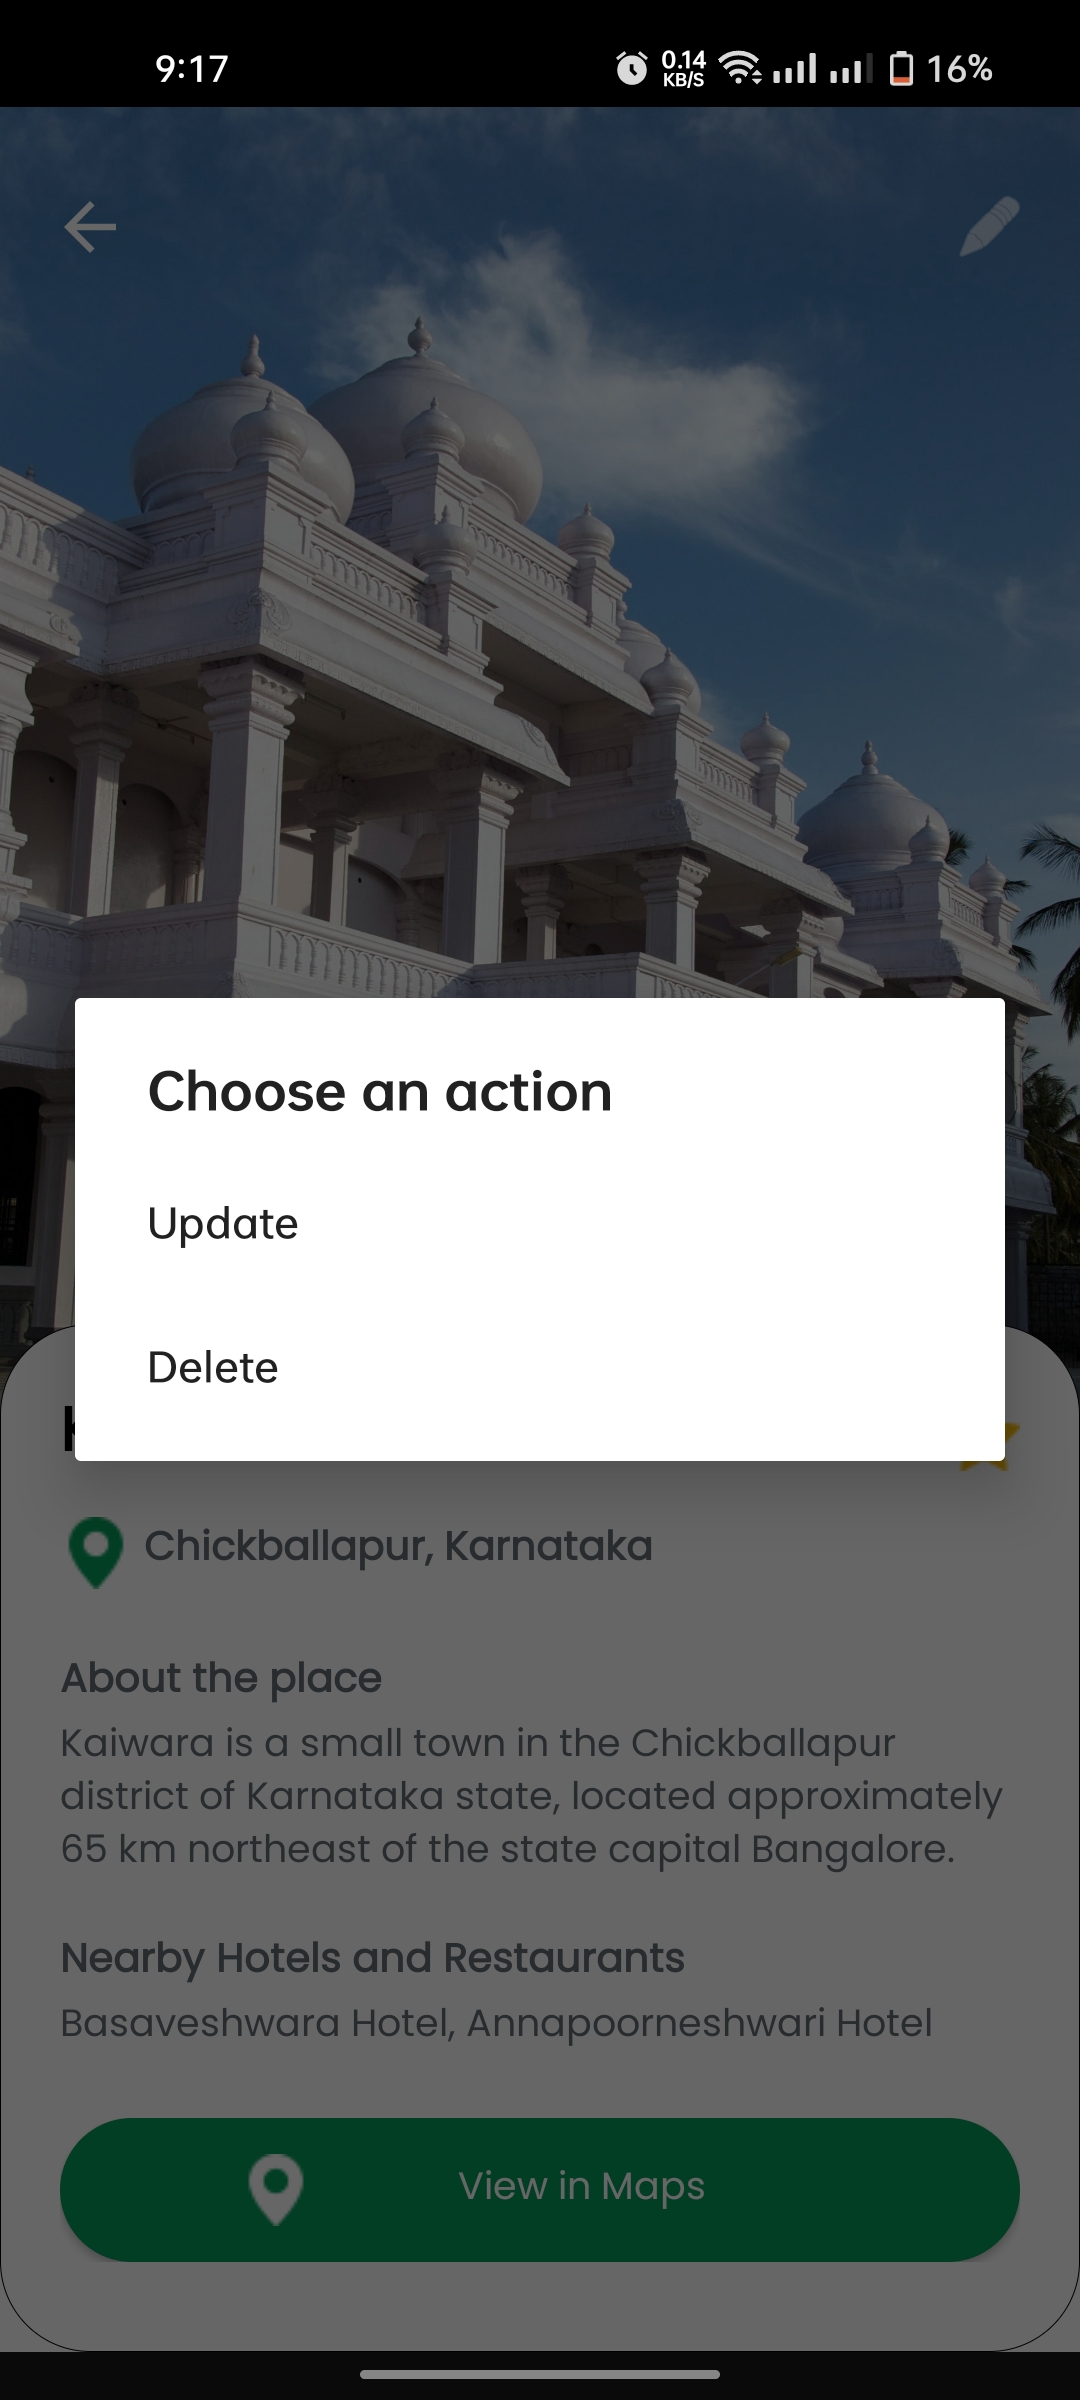 9:17
0.14
KB/S
16%
Choose an action
Update
Delete
Chickballapur, Karnataka
About the place
Kaiwara is a small town in the Chickballapur
district of Karnataka state, located approximately
65 km northeast of the state capital Bangalore.
Nearby Hotels and Restaurants
Basaveshwara Hotel, Annapoorneshwari Hotel
View in Maps